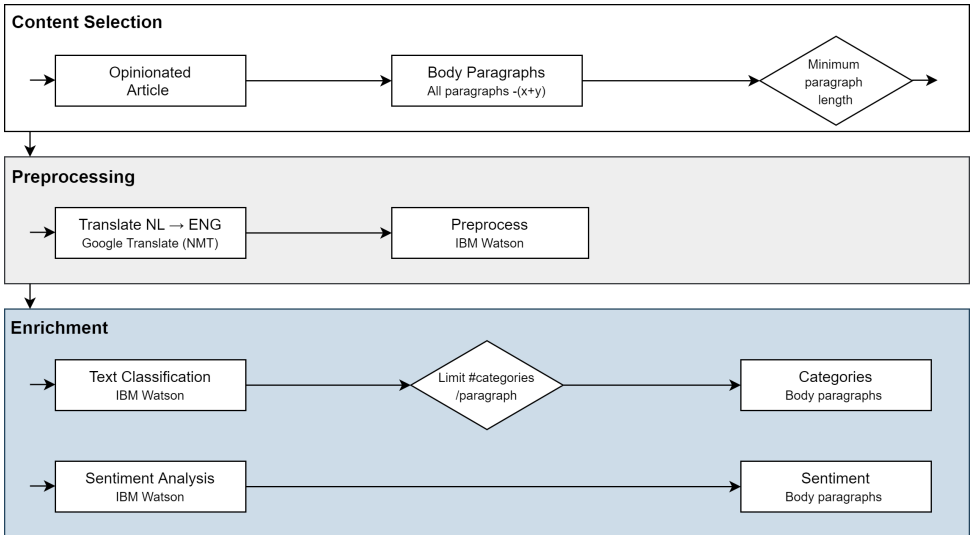 Content Selection
Opinionated
Article
Body Paragraphs
All paragraphs -(x+y)
Minimum
paragraph
length
Preprocessing
Translate NL → ENG
Google Translate (NMT)
Preprocess
IBM Watson
Enrichment
Text Classification
IBM Watson
Limit #categories
/paragraph
Categories
Body paragraphs
Sentiment Analysis
IBM Watson
Sentiment
Body paragraphs